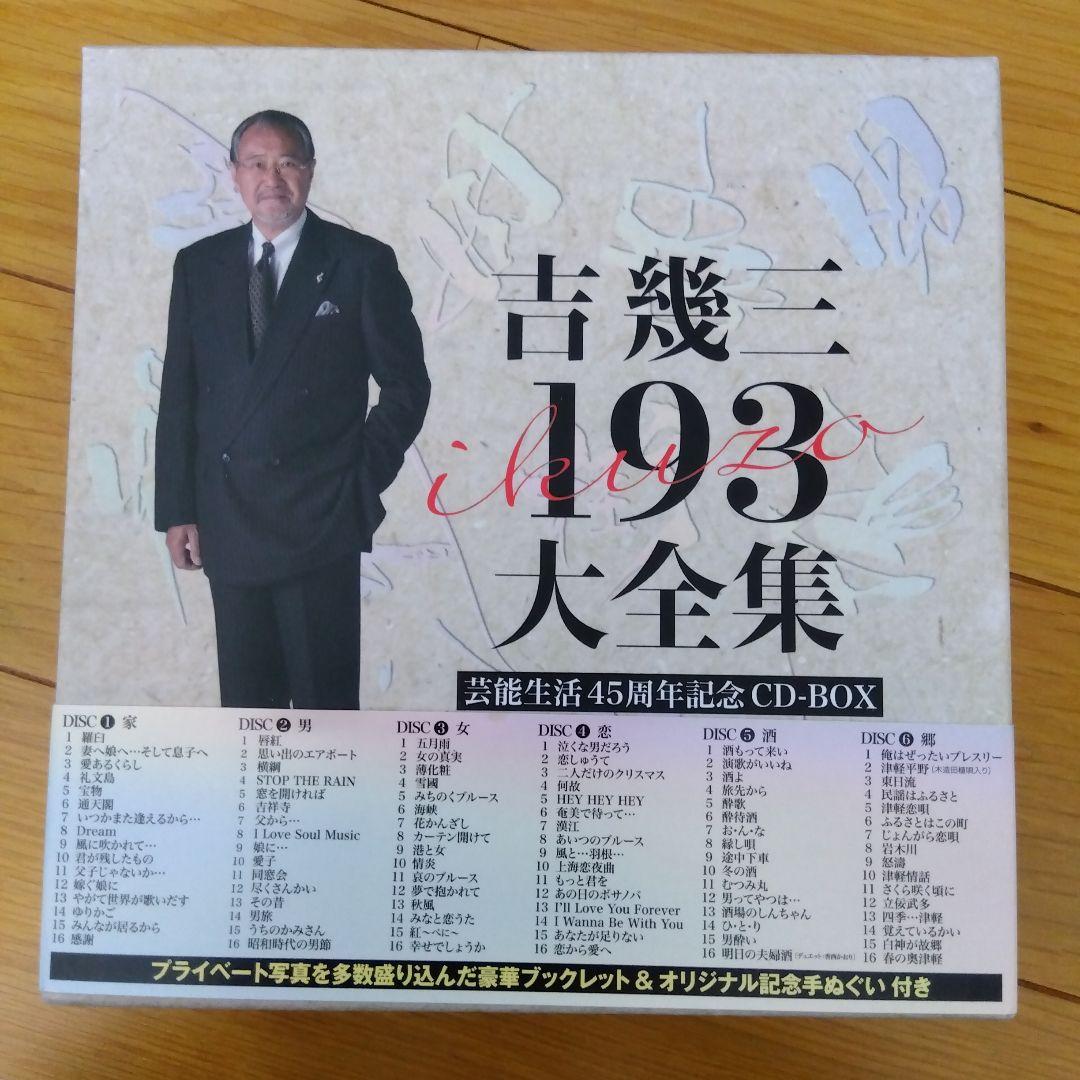 吉幾三
193
ikuzo
大全集
芸能生活45周年記念 CD-BOX
DISC ❶ 家
1 羅臼
2 妻へ娘へ…そして息子へ
3 愛あるくらし
4 礼文島
5 宝物
6 通天閣
7 いつかまた逢えるから…
8 Dream
9 風に吹かれて…
10 君が残したもの
11 父子じゃないか…
12 嫁ぐ娘に
13 やがて世界が歌いだす
14 ゆりかご
15 みんなが居るから
16 感謝
DISC ❷ 男
1 唇紅
2 思い出のエアポート
3 横綱
4 STOP THE RAIN
5 窓を開ければ
6 吉祥寺
7 父から…
8 I Love Soul Music
9 娘に…
10 愛子
11 同窓会
12 尽くさんかい
13 その昔
14 男旅
15 うちのかみさん
16 昭和時代の男節
DISC ❸ 女
1 五月雨
2 女の真実
3 薄化粧
4 雪國
5 みちのくブルース
6 海峡
7 花かんざし
8 カーテン開けて
9 港と女
10 情炎
11 哀のブルース
12 夢で抱かれて
13 秋風
14 みなと恋うた
15 紅〜べに〜
16 幸せでしょうか
DISC ❹ 恋
1 泣くな男だろう
2 恋しゅうて
3 二人だけのクリスマス
4 何故
5 HEY HEY HEY
6 奄美で待って…
7 漢江
8 あいつのブルース
9 風と…羽根…
10 上海恋夜曲
11 もっと君を
12 あの日のボサノバ
13 I'll Love You Forever
14 I Wanna Be With You
15 あなたが足りない
16 恋から愛へ
DISC ❺ 酒
1 酒もって来い
2 演歌がいいね
3 酒よ
4 旅先から
5 酔歌
6 酔待酒
7 お・ん・な
8 縁し唄
9 途中下車
10 冬の酒
11 むつみ丸
12 男ってやつは…
13 酒場のしんちゃん
14 ひ・と・り
15 男酔い
16 明日の夫婦酒（デュエット：香西かおり）
DISC ❻ 郷
1 俺はぜったいプレスリー
2 津軽平野（木造田植唄入り）
3 東日流
4 民謡はふるさと
5 津軽恋唄
6 ふるさとはこの町
7 じょんがら恋唄
8 岩木川
9 怒濤
10 津軽情話
11 さくら咲く頃に
12 立佞武多
13 四季…津軽
14 覚えているかい
15 白神が故郷
16 春の奥津軽
プライベート写真を多数盛り込んだ豪華ブックレット & オリジナル記念手ぬぐい 付き